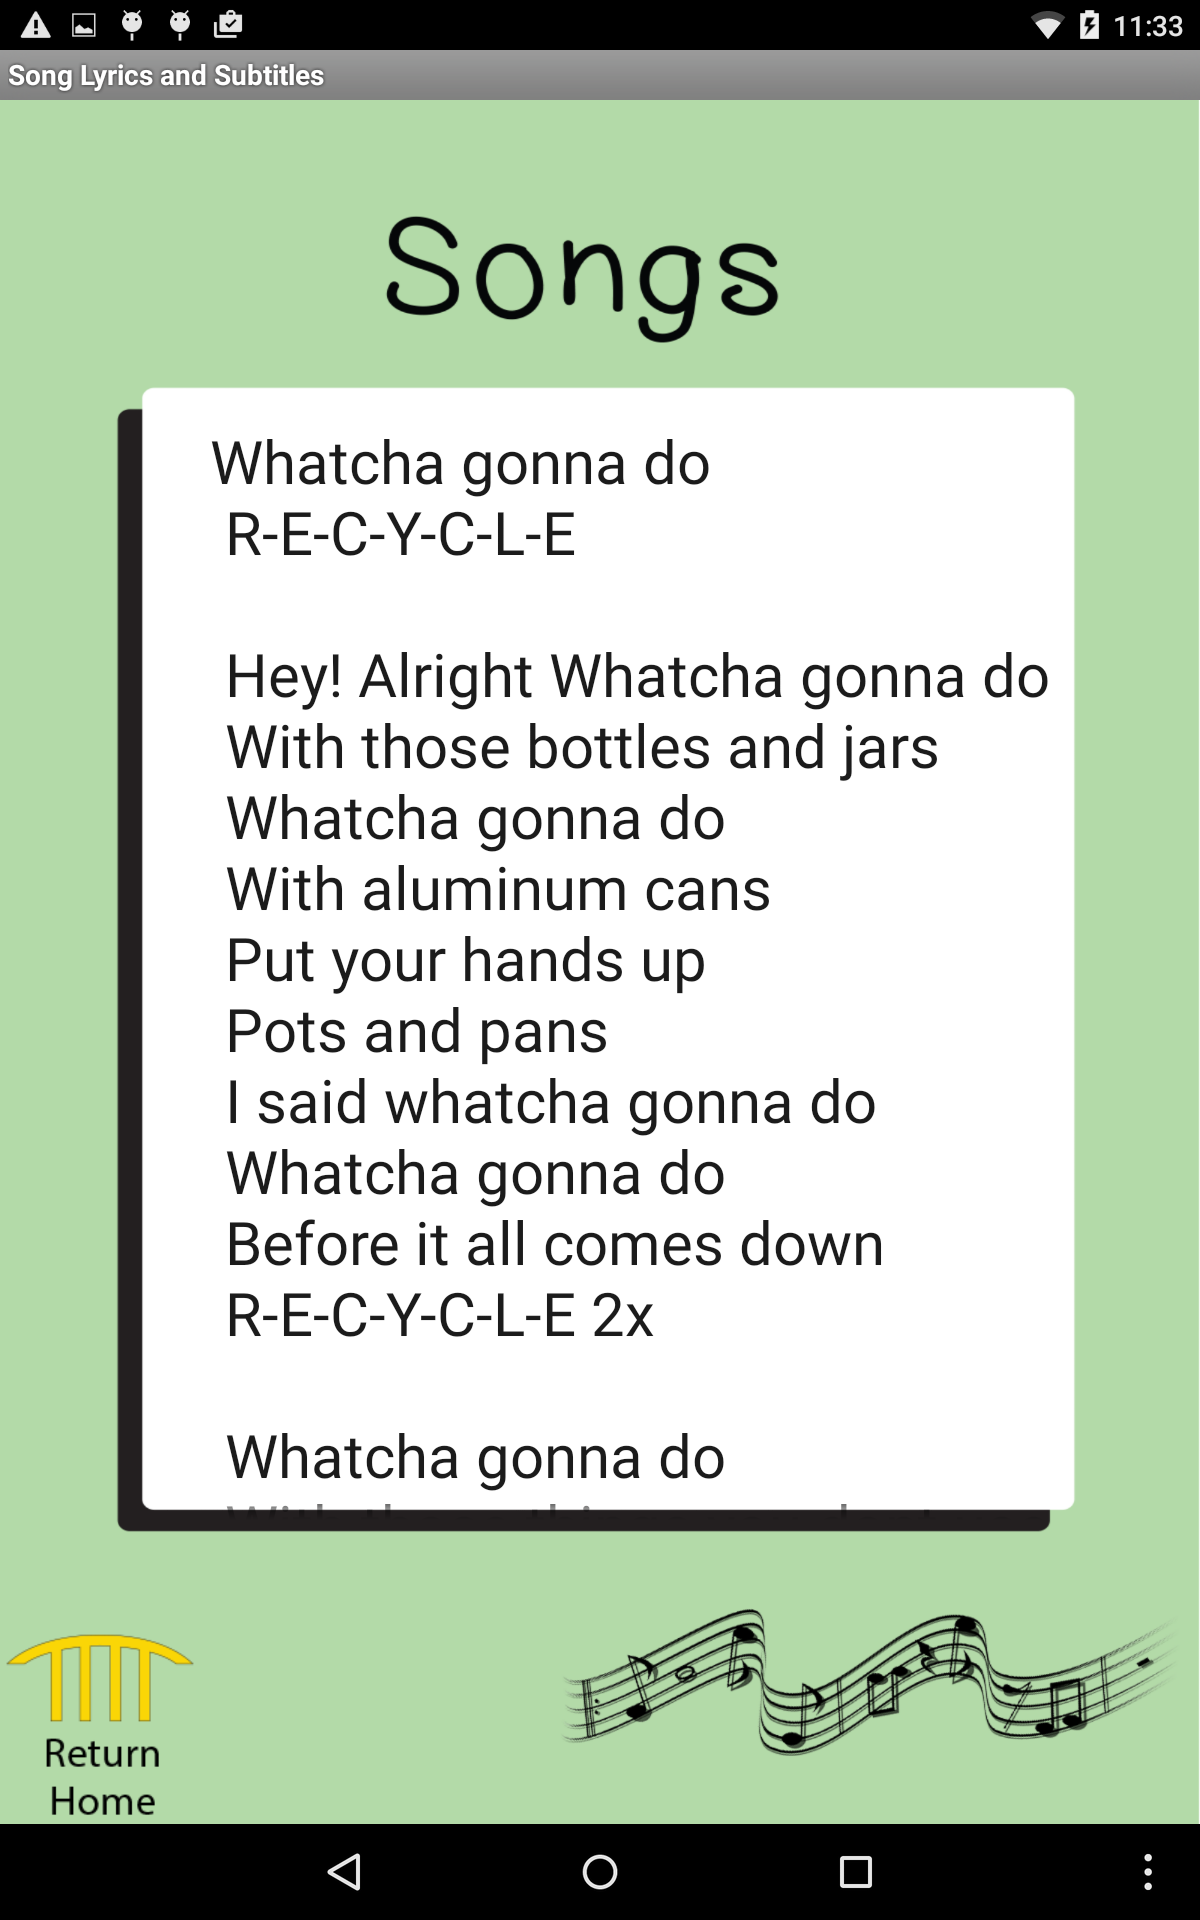 11:33
Song Lyrics and Subtitles
Songs
Whatcha gonna do
R-E-C-Y-C-L-E
Hey! Alright Whatcha gonna do
With those bottles and jars
Whatcha gonna do
With aluminum cans
Put your hands up
Pots and pans
I said whatcha gonna do
Whatcha gonna do
Before it all comes down
R-E-C-Y-C-L-E 2x
Whatcha gonna do
Return
Home